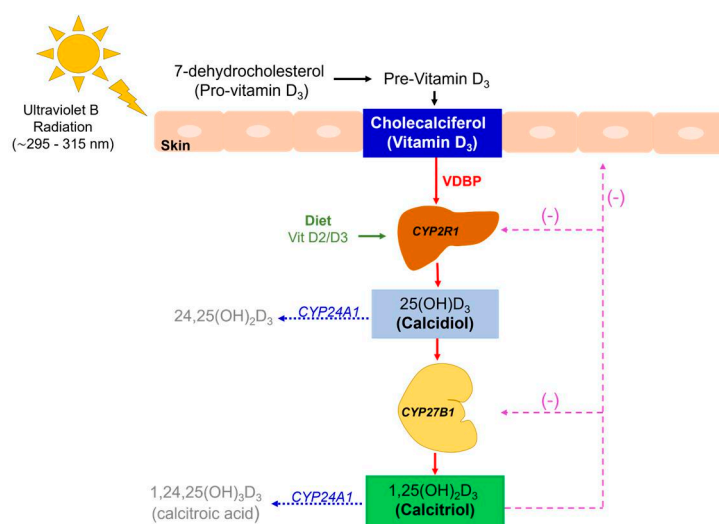 7-dehydrocholesterol
(Pro-vitamin D₃)
Pre-Vitamin D₃
Ultraviolet B
Radiation
(~295 - 315 nm)
Skin
Cholecalciferol
(Vitamin D₃)
VDBP
(-)
(-)
Diet
Vit D2/D3
CYP2R1
24,25(OH)₂D₃
CYP24A1
25(OH)D₃
(Calcidiol)
CYP27B1
(-)
1,24,25(OH)₃D₃
(calcitroic acid)
CYP24A1
1,25(OH)₂D₃
(Calcitriol)